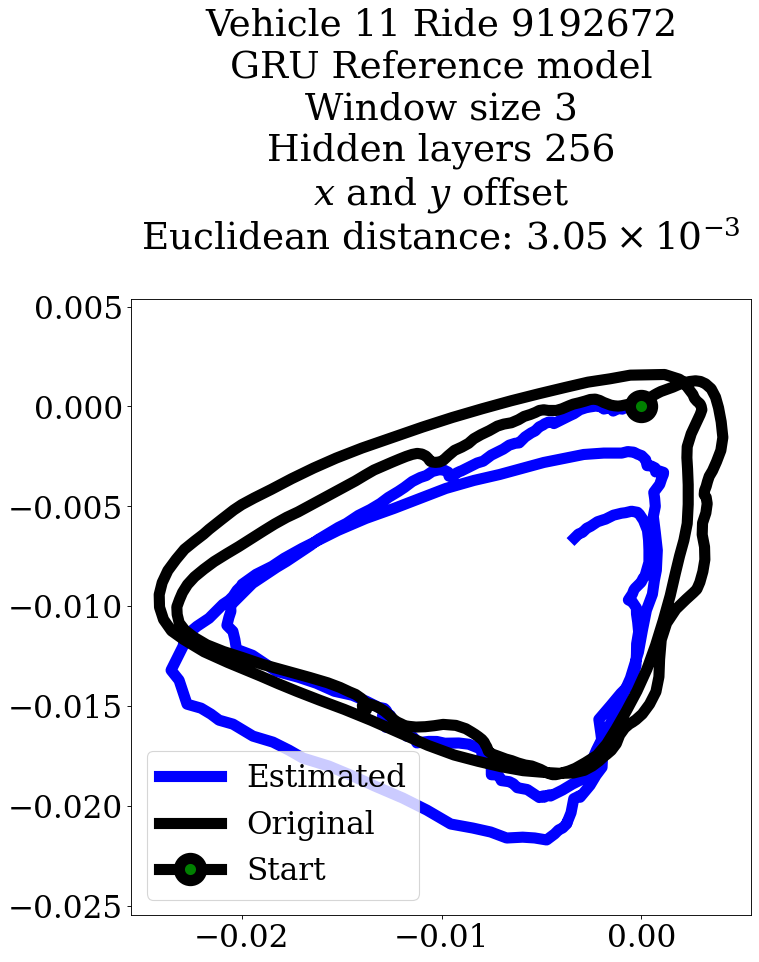 Vehicle 11 Ride 9192672
GRU Reference model
Window size 3
Hidden layers 256
x and y offset
Euclidean distance: 3.05 × 10⁻³
0.005
0.000
−0.005
−0.010
−0.015
−0.020
−0.025
Estimated
Original
Start
−0.02 −0.01 0.00